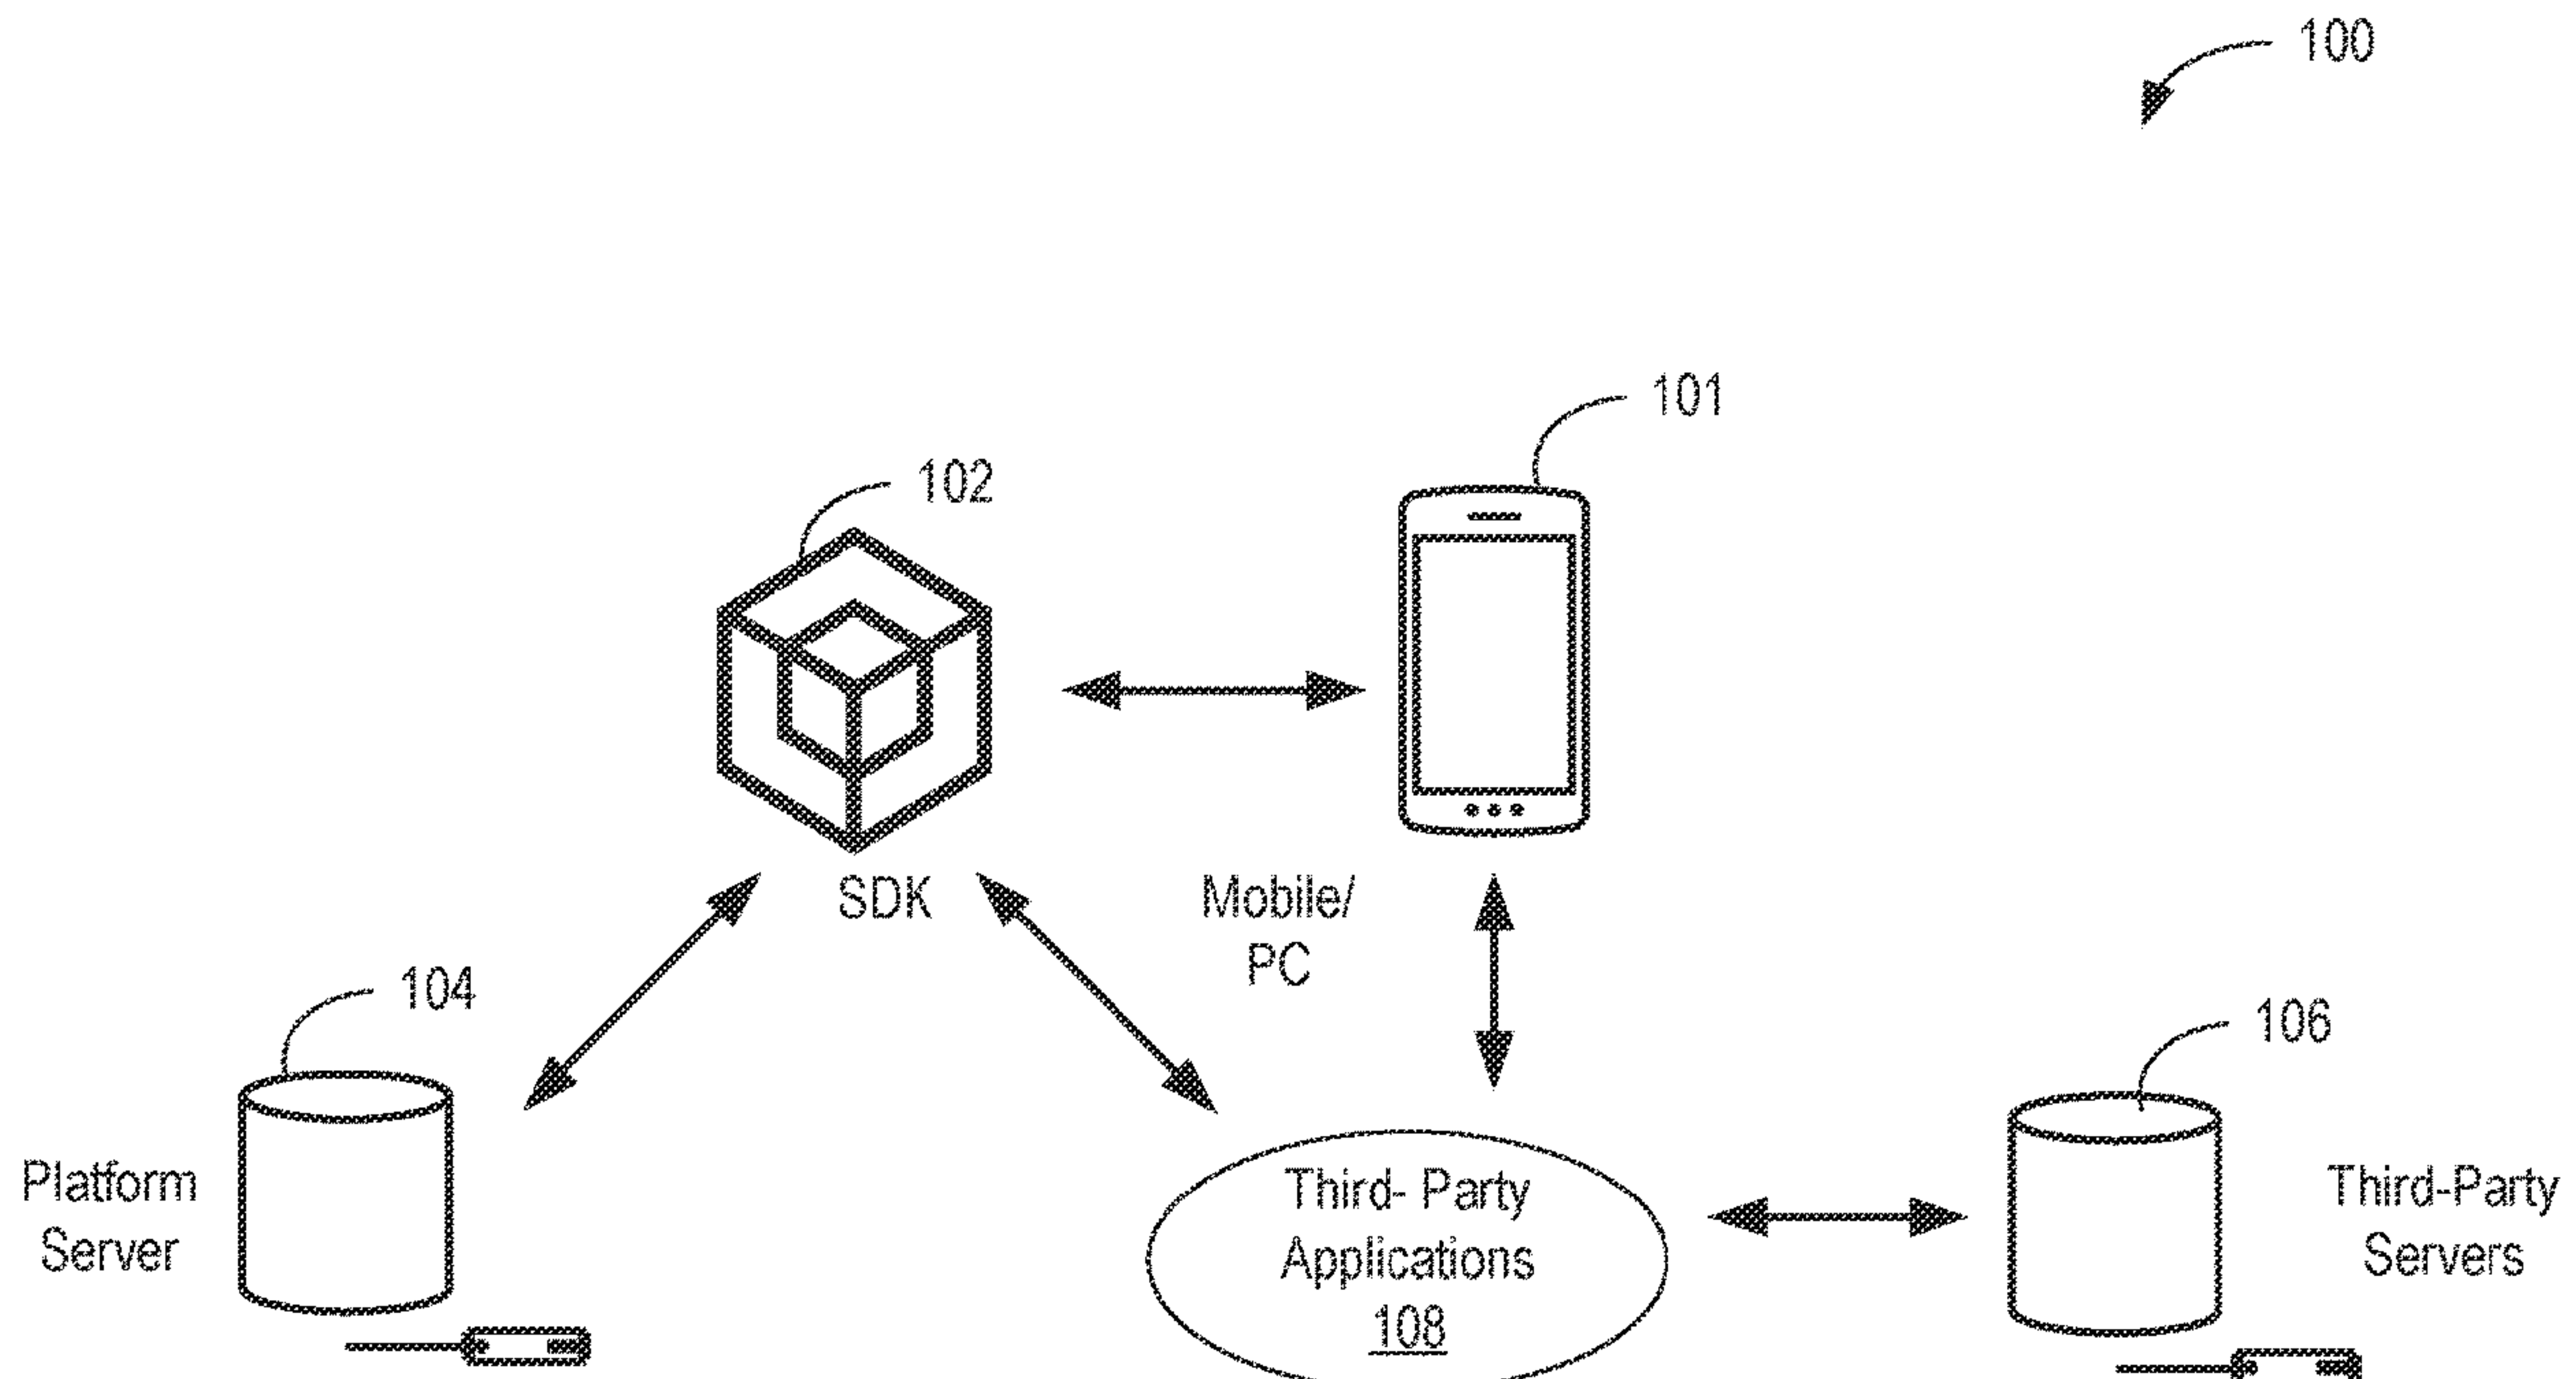 100
101
102
SDK
Mobile/
PC
104
106
Platform
Server
Third- Party
Applications
108
Third-Party
Servers